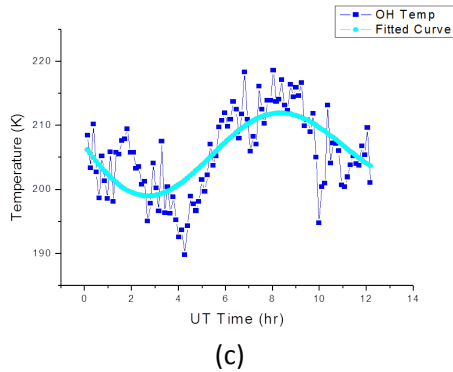 OH Temp
Fitted Curve
220
210
200
190
Temperature (K)
0 2 4 6 8 10 12 14
UT Time (hr)
(c)